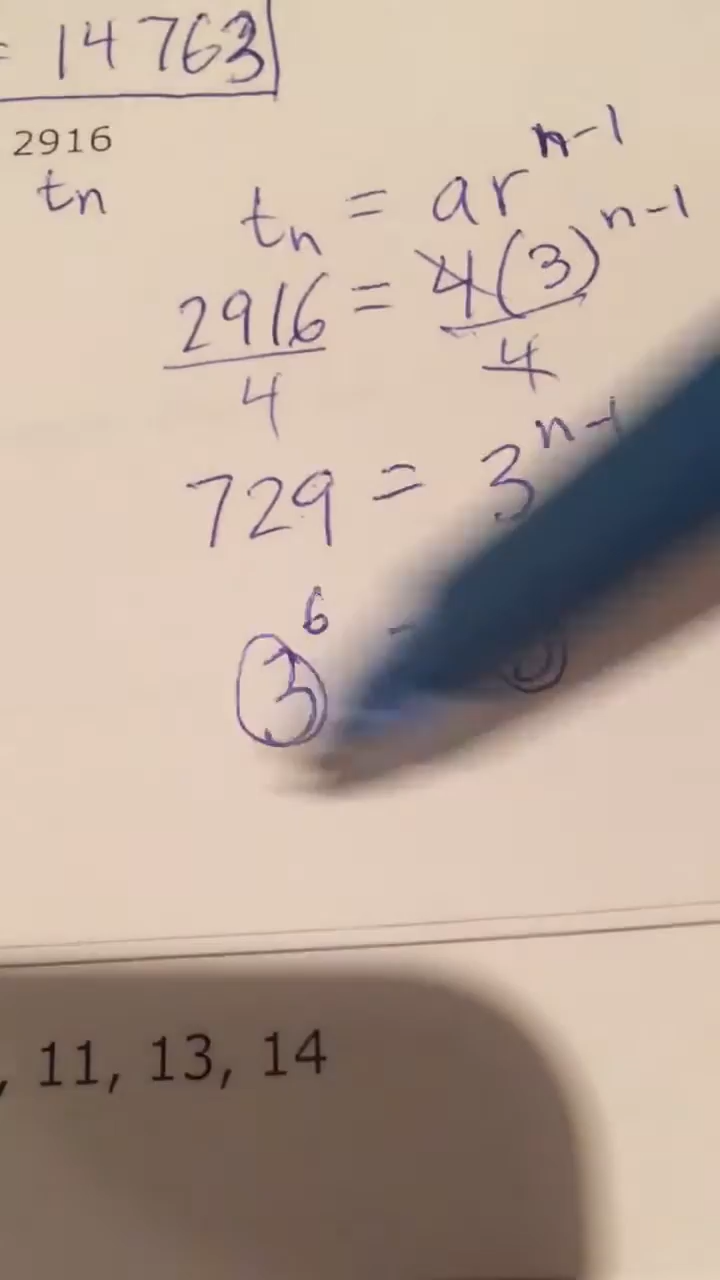 = 14763
2916
tn tn = ar^n-1
2916/4 = 4(3)^n-1/4
729 = 3^n-1
3^6
, 11, 13, 14